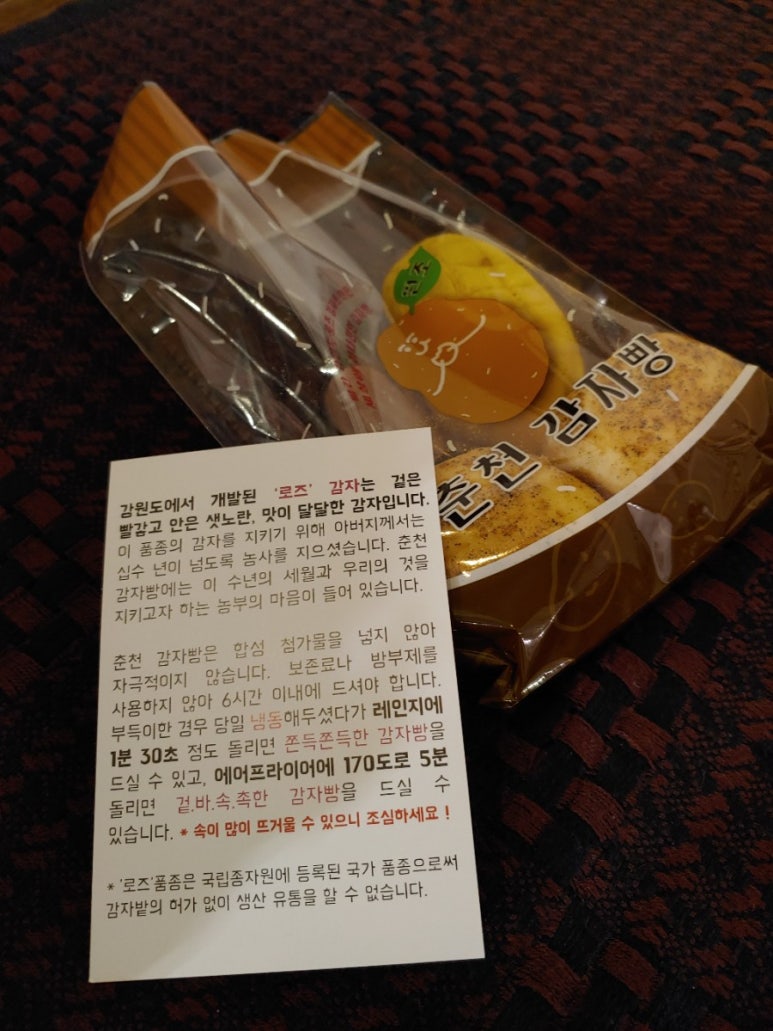 원조
춘천 감자빵
강원도에서 개발된 '로즈' 감자는 겉은
빨갛고 안은 샛노란, 맛이 달달한 감자입니다.
이 품종의 감자를 지키기 위해 아버지께서는
십수 년이 넘도록 농사를 지으셨습니다. 춘천
감자빵에는 이 수년의 세월과 우리의 것을
지키고자 하는 농부의 마음이 들어 있습니다.
춘천 감자빵은 합성 첨가물을 넘지 않아
자극적이지 않습니다. 보존료나 방부제를
사용하지 않아 6시간 이내에 드셔야 합니다.
부득이한 경우 당일 냉동해두셨다가 레인지에
1분 30초 정도 돌리면 쫀득쫀득한 감자빵을
드실 수 있고, 에어프라이어에 170도로 5분
돌리면 겉.바.속.촉한 감자빵을 드실 수
있습니다. * 속이 많이 뜨거울 수 있으니 조심하세요 !
* '로즈'품종은 국립종자원에 등록된 국가 품종으로써
감자밭의 허가 없이 생산 유통을 할 수 없습니다.